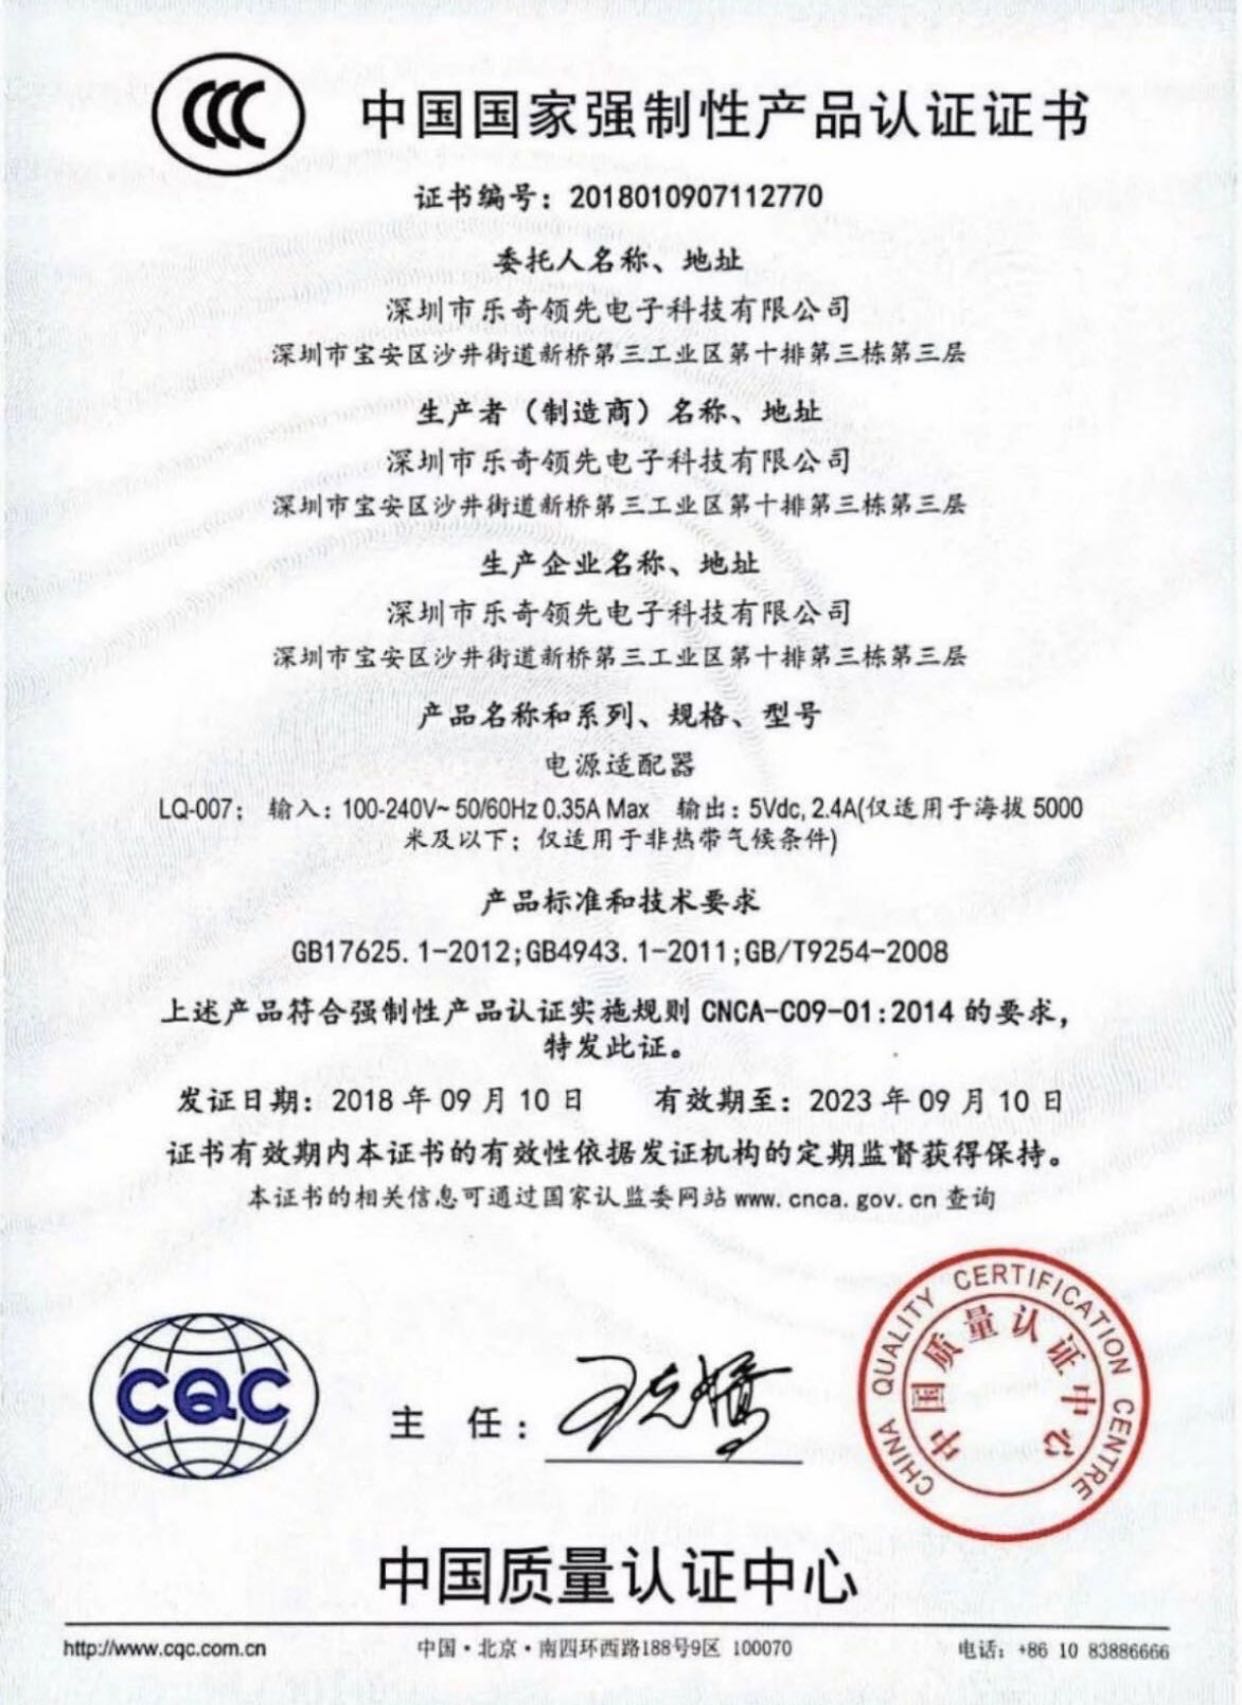 中国国家强制性产品认证证书
证书编号：2018010907112770
委托人名称、地址
深圳市乐奇领先电子科技有限公司
深圳市宝安区沙井街道新桥第三工业区第十排第三栋第三层
生产者（制造商）名称、地址
深圳市乐奇领先电子科技有限公司
深圳市宝安区沙井街道新桥第三工业区第十排第三栋第三层
生产企业名称、地址
深圳市乐奇领先电子科技有限公司
深圳市宝安区沙井街道新桥第三工业区第十排第三栋第三层
产品名称和系列、规格、型号
电源适配器
LQ-007； 输入：100-240V~ 50/60Hz 0.35A Max 输出：5Vdc, 2.4A(仅适用于海拔 5000
米及以下；仅适用于非热带气候条件)
产品标准和技术要求
GB17625.1-2012;GB4943.1-2011;GB/T9254-2008
上述产品符合强制性产品认证实施规则 CNCA-C09-01:2014 的要求，
特发此证。
发证日期：2018 年 09 月 10 日 有效期至：2023 年 09 月 10 日
证书有效期内本证书的有效性依据发证机构的定期监督获得保持。
本证书的相关信息可通过国家认监委网站 www.cnca.gov.cn 查询
CHINA QUALITY CERTIFICATION CENTRE
中国质量认证中心
CQC
主 任：
中国质量认证中心
http://www.cqc.com.cn 中国·北京·南四环西路188号9区 100070 电话：+86 10 83886666